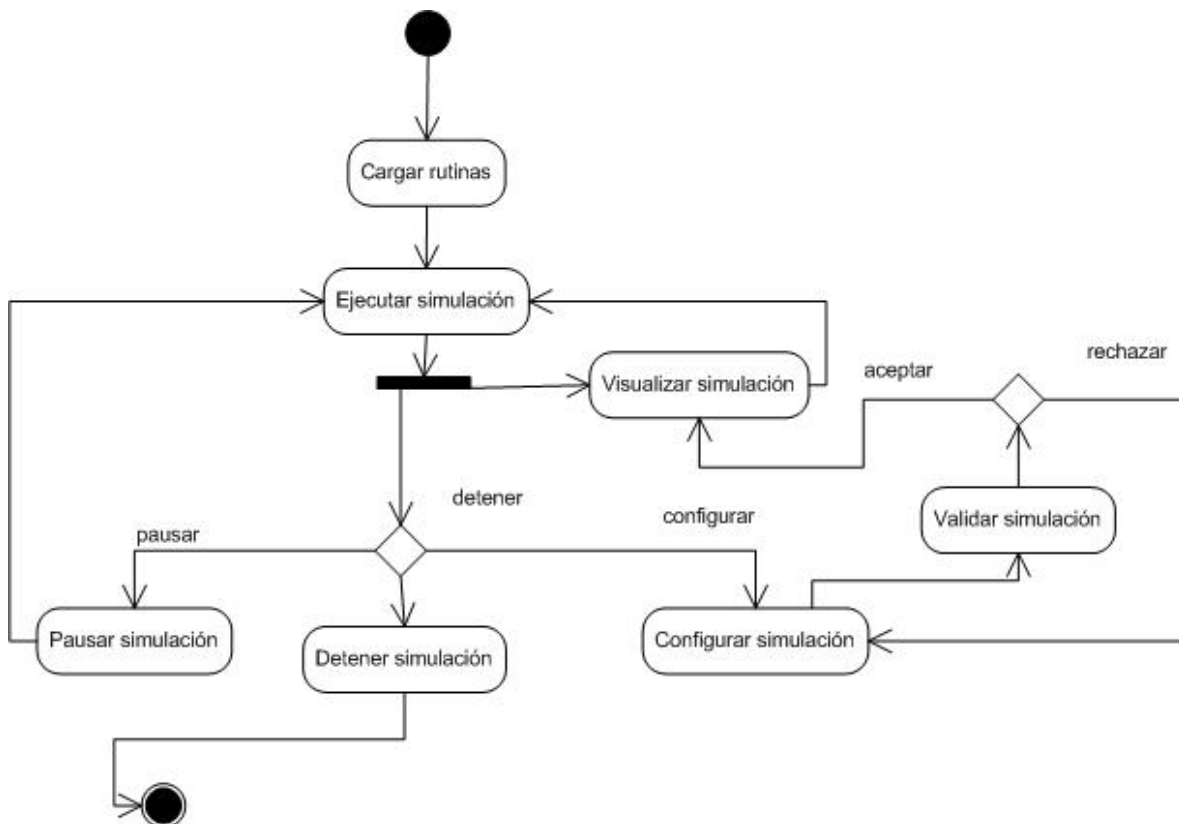 Cargar rutinas
Ejecutar simulación
Visualizar simulación
aceptar
rechazar
detener
configurar
pausar
Validar simulación
Pausar simulación
Detener simulación
Configurar simulación